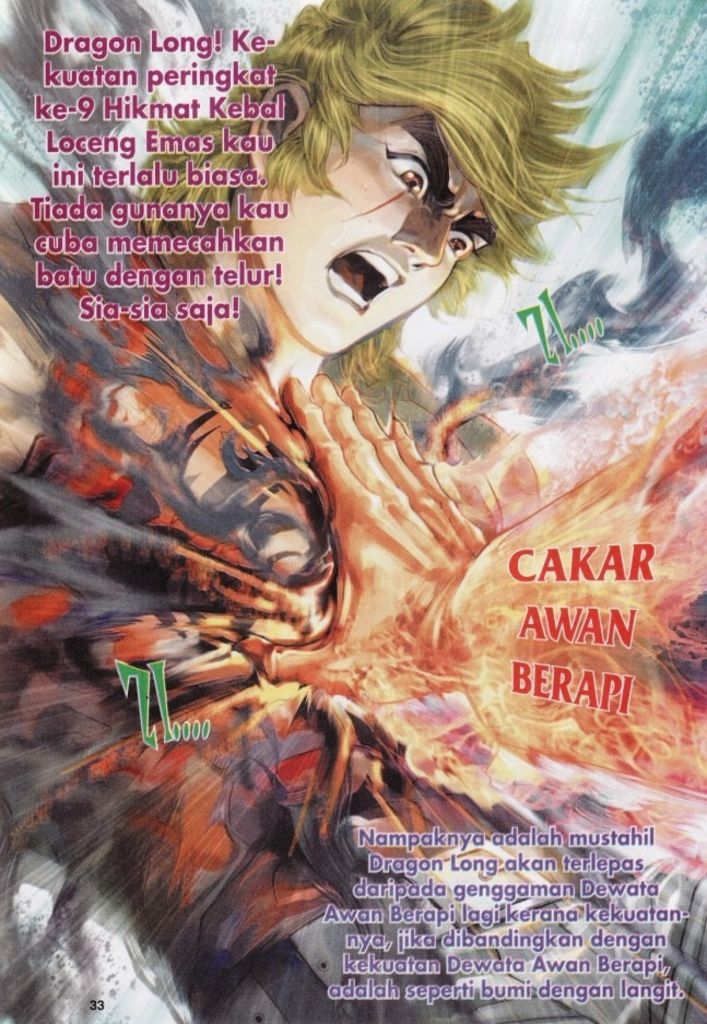 Dragon Long! Ke-
kuatan peringkat
ke-9 Hikmat Kebal
Loceng Emas kau
ini terlalu biasa.
Tiada gunanya kau
cuba memecahkan
batu dengan telur!
Sia-sia saja!
ZI....
CAKAR
AWAN
BERAPI
ZI....
Nampaknya adalah mustahil
Dragon Long akan terlepas
daripada genggaman Dewata
Awan Berapi lagi kerana kekuatan-
nya, jika dibandingkan dengan
kekuatan Dewata Awan Berapi,
adalah seperti bumi dengan langit.
33